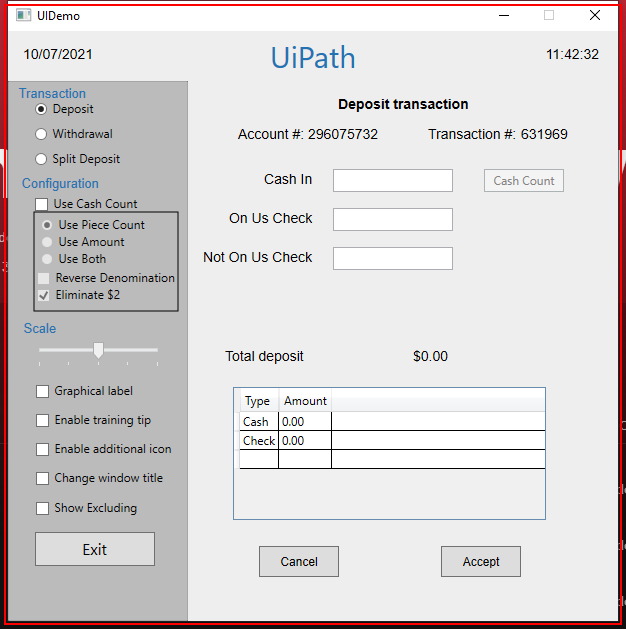 UIDemo
10/07/2021
UiPath
11:42:32
Transaction
Deposit
Withdrawal
Split Deposit
Configuration
Use Cash Count
Use Piece Count
Use Amount
Use Both
Reverse Denomination
Eliminate $2
Scale
Graphical label
Enable training tip
Enable additional icon
Change window title
Show Excluding
Exit
Deposit transaction
Account #: 296075732 Transaction #: 631969
Cash In
Cash Count
On Us Check
Not On Us Check
Total deposit $0.00
Type Amount
Cash 0.00
Check 0.00
Cancel Accept